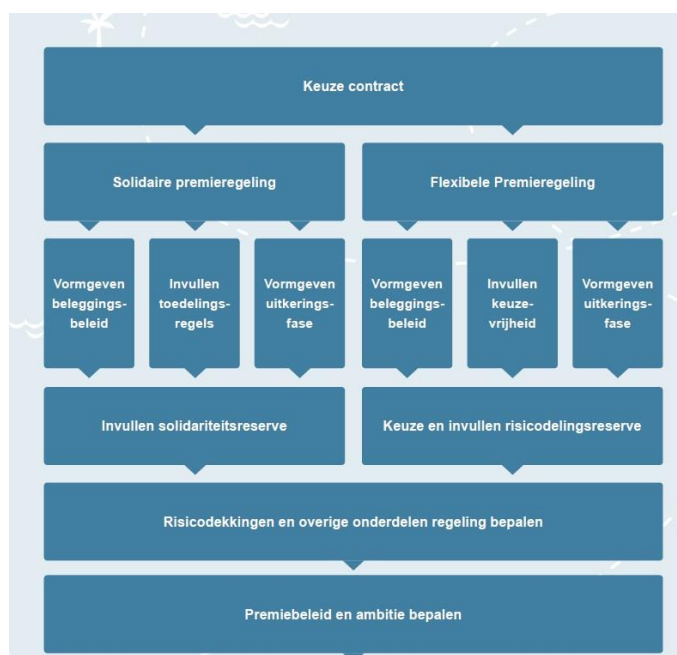 Keuze contract
Solidaire premieregeling
Flexibele Premieregeling
Vormgeven
beleggings-
beleid
Invullen
toedelings-
regels
Vormgeven
uitkerings-
fase
Vormgeven
beleggings-
beleid
Invullen
keuze-
vrijheid
Vormgeven
uitkerings-
fase
Invullen solidariteitsreserve
Keuze en invullen risicodelingsreserve
Risicodekkingen en overige onderdelen regeling bepalen
Premiebeleid en ambitie bepalen